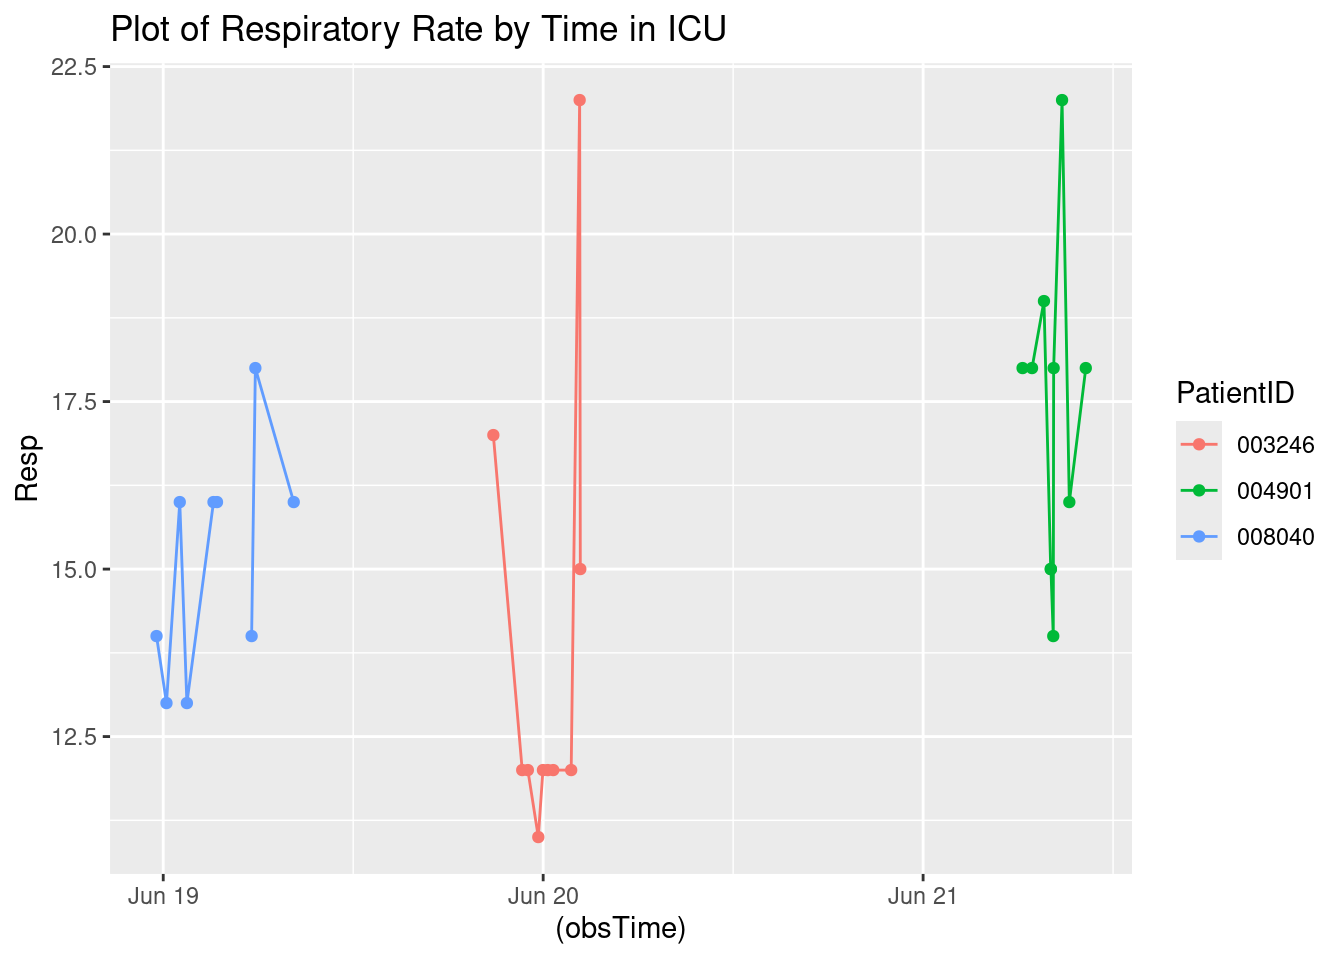 Plot of Respiratory Rate by Time in ICU
22.5
20.0
17.5
15.0
12.5
Resp
Jun 19
Jun 20
Jun 21
(obsTime)
PatientID
003246
004901
008040